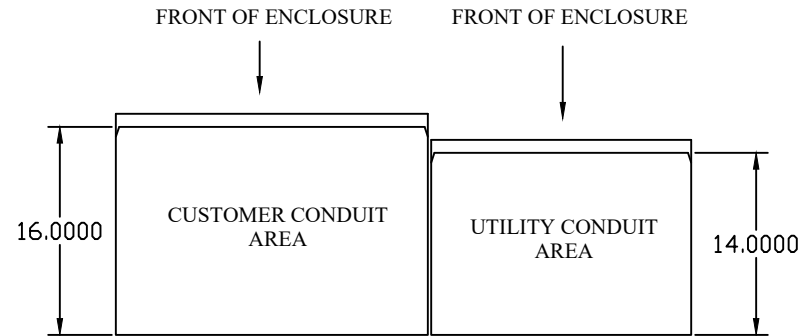 FRONT OF ENCLOSURE
FRONT OF ENCLOSURE
CUSTOMER CONDUIT
AREA
UTILITY CONDUIT
AREA
16.0000
14.0000